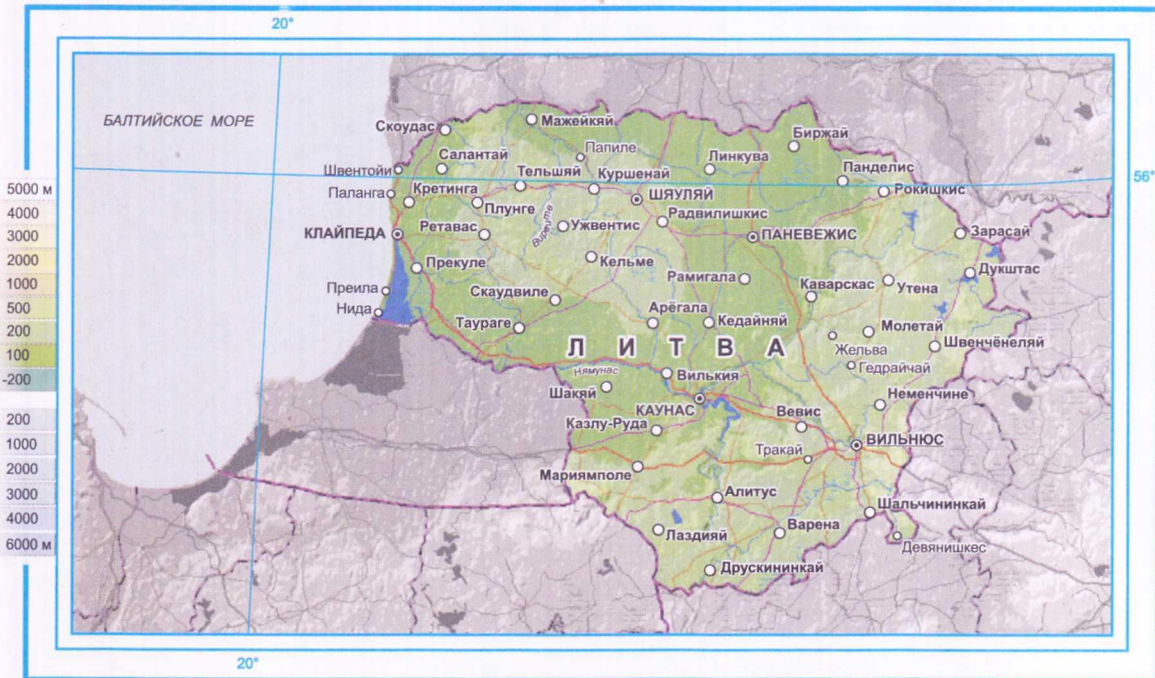 20°
БАЛТИЙСКОЕ МОРЕ
Скоудас
Мажейкяй
Биржай
Папиле
Салантай
Линкува
Швентойи
Тельшяй
Куршенай
Панделис
56°
5000 м
Паланга
Кретинга
ШЯУЛЯЙ
Рокишкис
4000
Плунге
Радвилишкис
3000
КЛАЙПЕДА
Ретавас
Вирвите
Ужвентис
ПАНЕВЕЖИС
Зарасай
2000
Прекуле
Кельме
Дукштас
1000
Преила
Рамигала
Каварскас
Утена
500
Нида
Скаудвиле
Арёгала
200
Таураге
Кедайняй
Молетай
100
ЛИТВА
Жельва
Швенчёнеляй
-200
Нямунас
Вилькия
Гедрайчай
Шакяй
200
КАУНАС
Вевис
Неменчине
1000
Казлу-Руда
ВИЛЬНЮС
2000
Мариямполе
Тракай
3000
Алитус
Шальчининкай
4000
Лаздияй
Варена
6000 м
Девянишкес
Друскининкай
20°